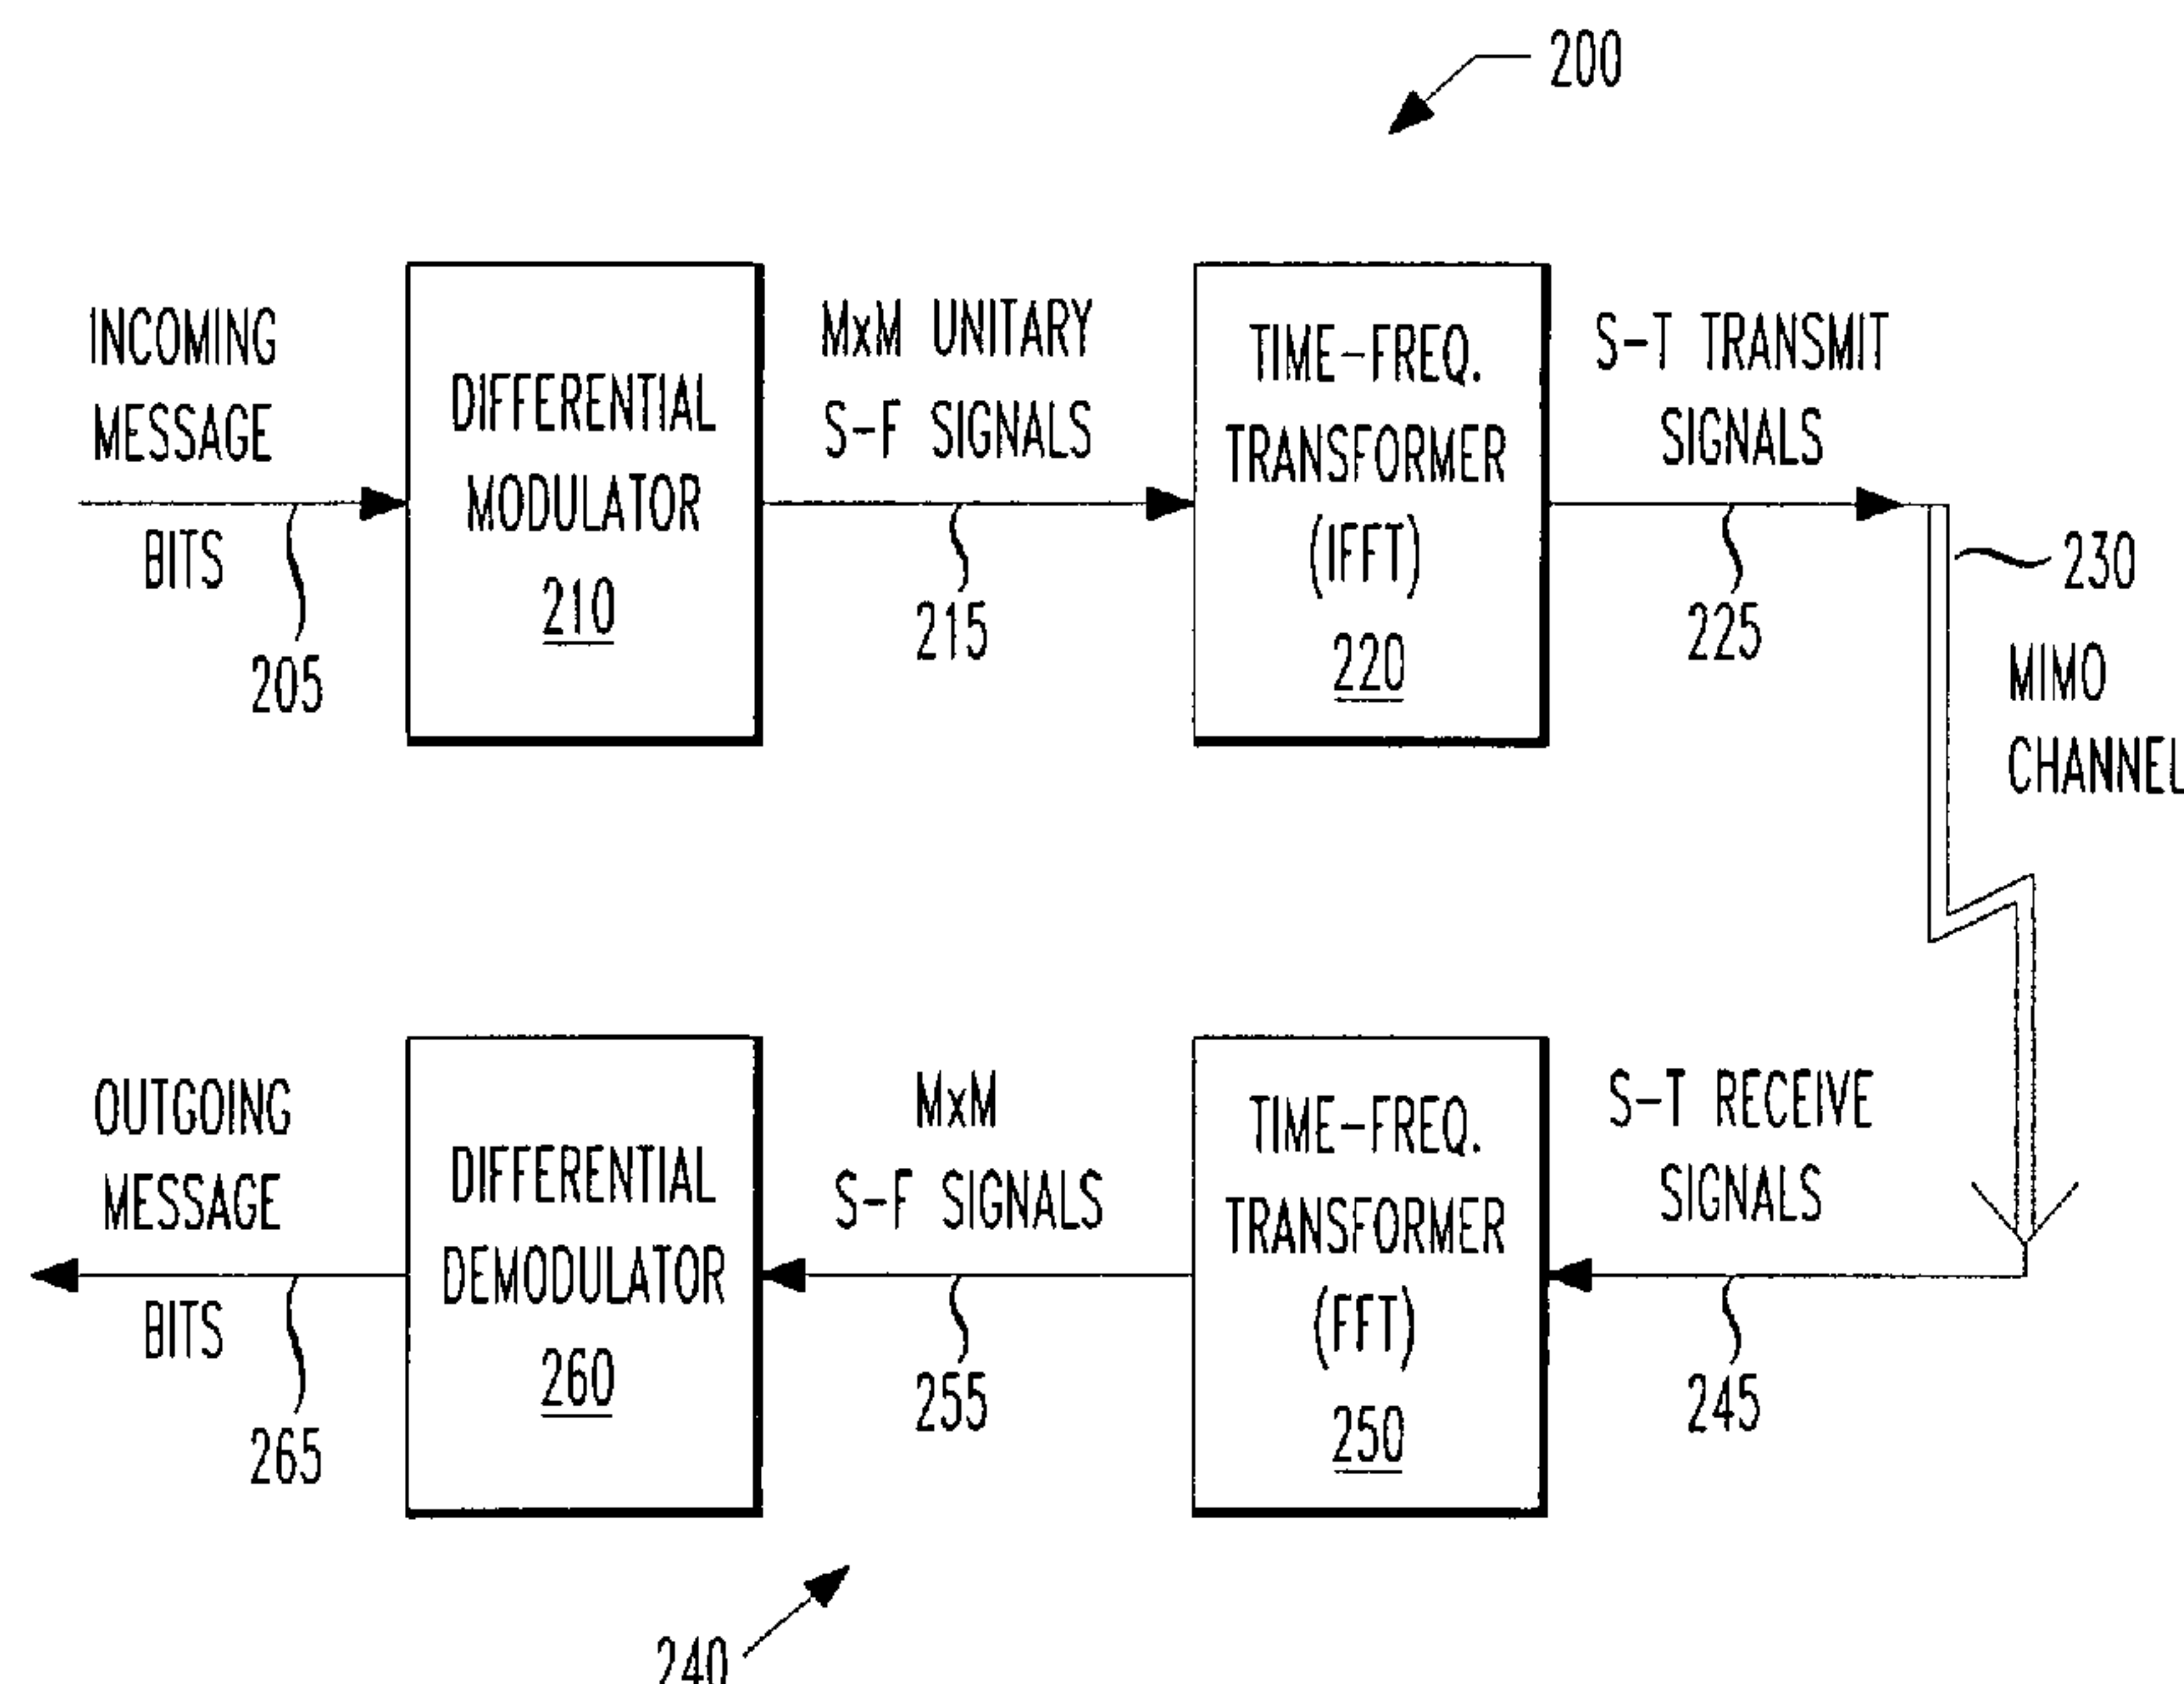 200
INCOMING
MESSAGE
BITS
205
DIFFERENTIAL
MODULATOR
210
MxM UNITARY
S-F SIGNALS
215
TIME-FREQ.
TRANSFORMER
(IFFT)
220
S-T TRANSMIT
SIGNALS
225
230
MIMO
CHANNEL
OUTGOING
MESSAGE
BITS
265
DIFFERENTIAL
DEMODULATOR
260
MxM
S-F SIGNALS
255
TIME-FREQ.
TRANSFORMER
(FFT)
250
S-T RECEIVE
SIGNALS
245
240